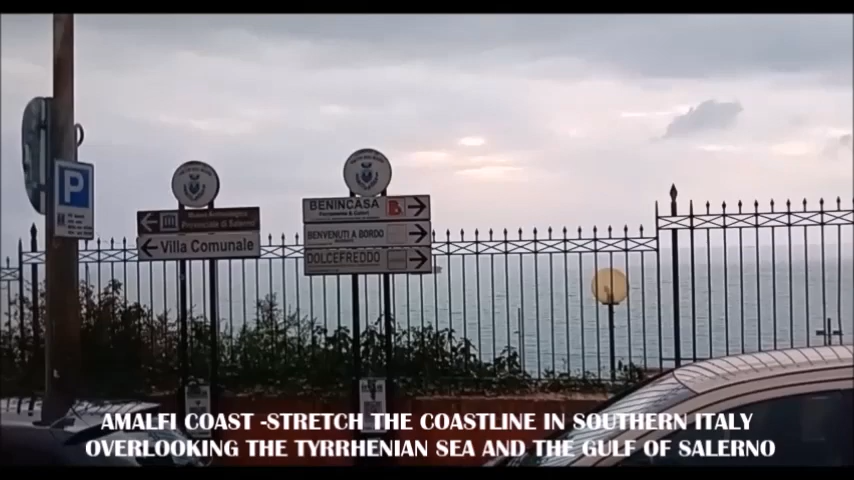 P
Villa Comunale
BENINCASA
BENVENUTI A BORDO
DOLCEFREDDO
AMALFI COAST -STRETCH THE COASTLINE IN SOUTHERN ITALY
OVERLOOKING THE TYRRHENIAN SEA AND THE GULF OF SALERNO